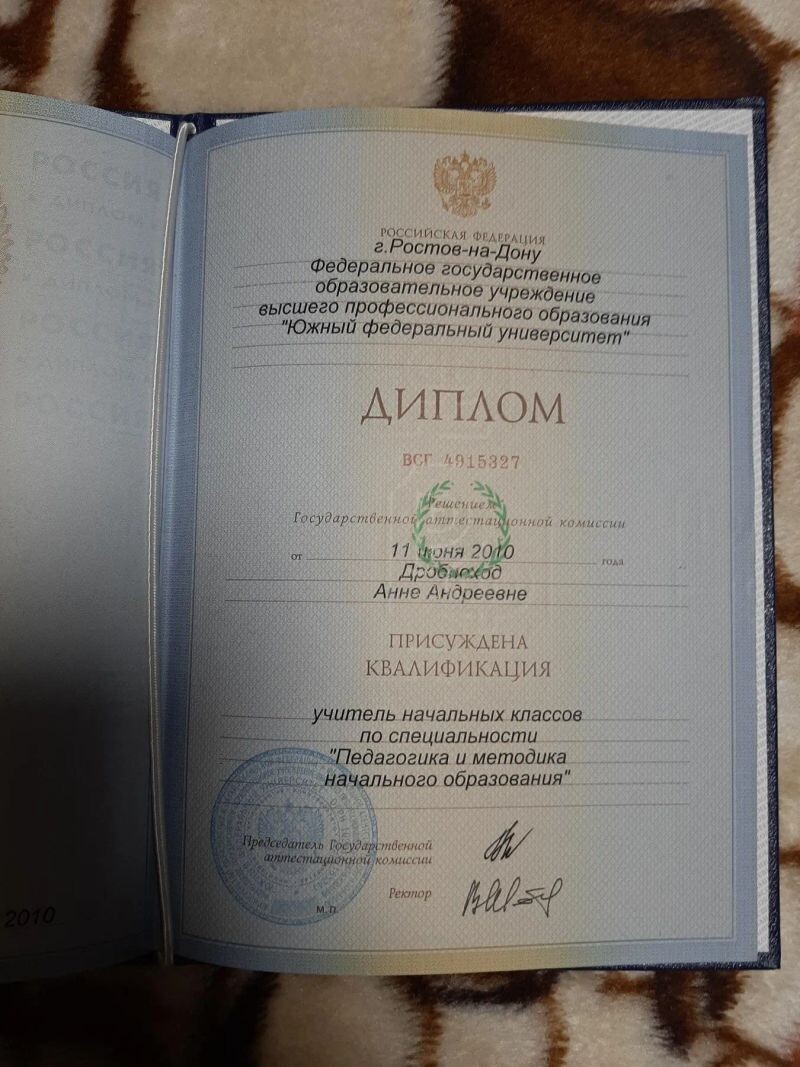 РОССИЙСКАЯ ФЕДЕРАЦИЯ
г.Ростов-на-Дону
Федеральное государственное
образовательное учреждение
высшего профессионального образования
"Южный федеральный университет"
ДИПЛОМ
ВСГ 4915327
Решением
Государственной аттестационной комиссии
от 11 июня 2010 года
Дробнеход
Анне Андреевне
ПРИСУЖДЕНА
КВАЛИФИКАЦИЯ
учитель начальных классов
по специальности
"Педагогика и методика
начального образования"
Председатель Государственной
аттестационной комиссии
Ректор
М.П.
2010